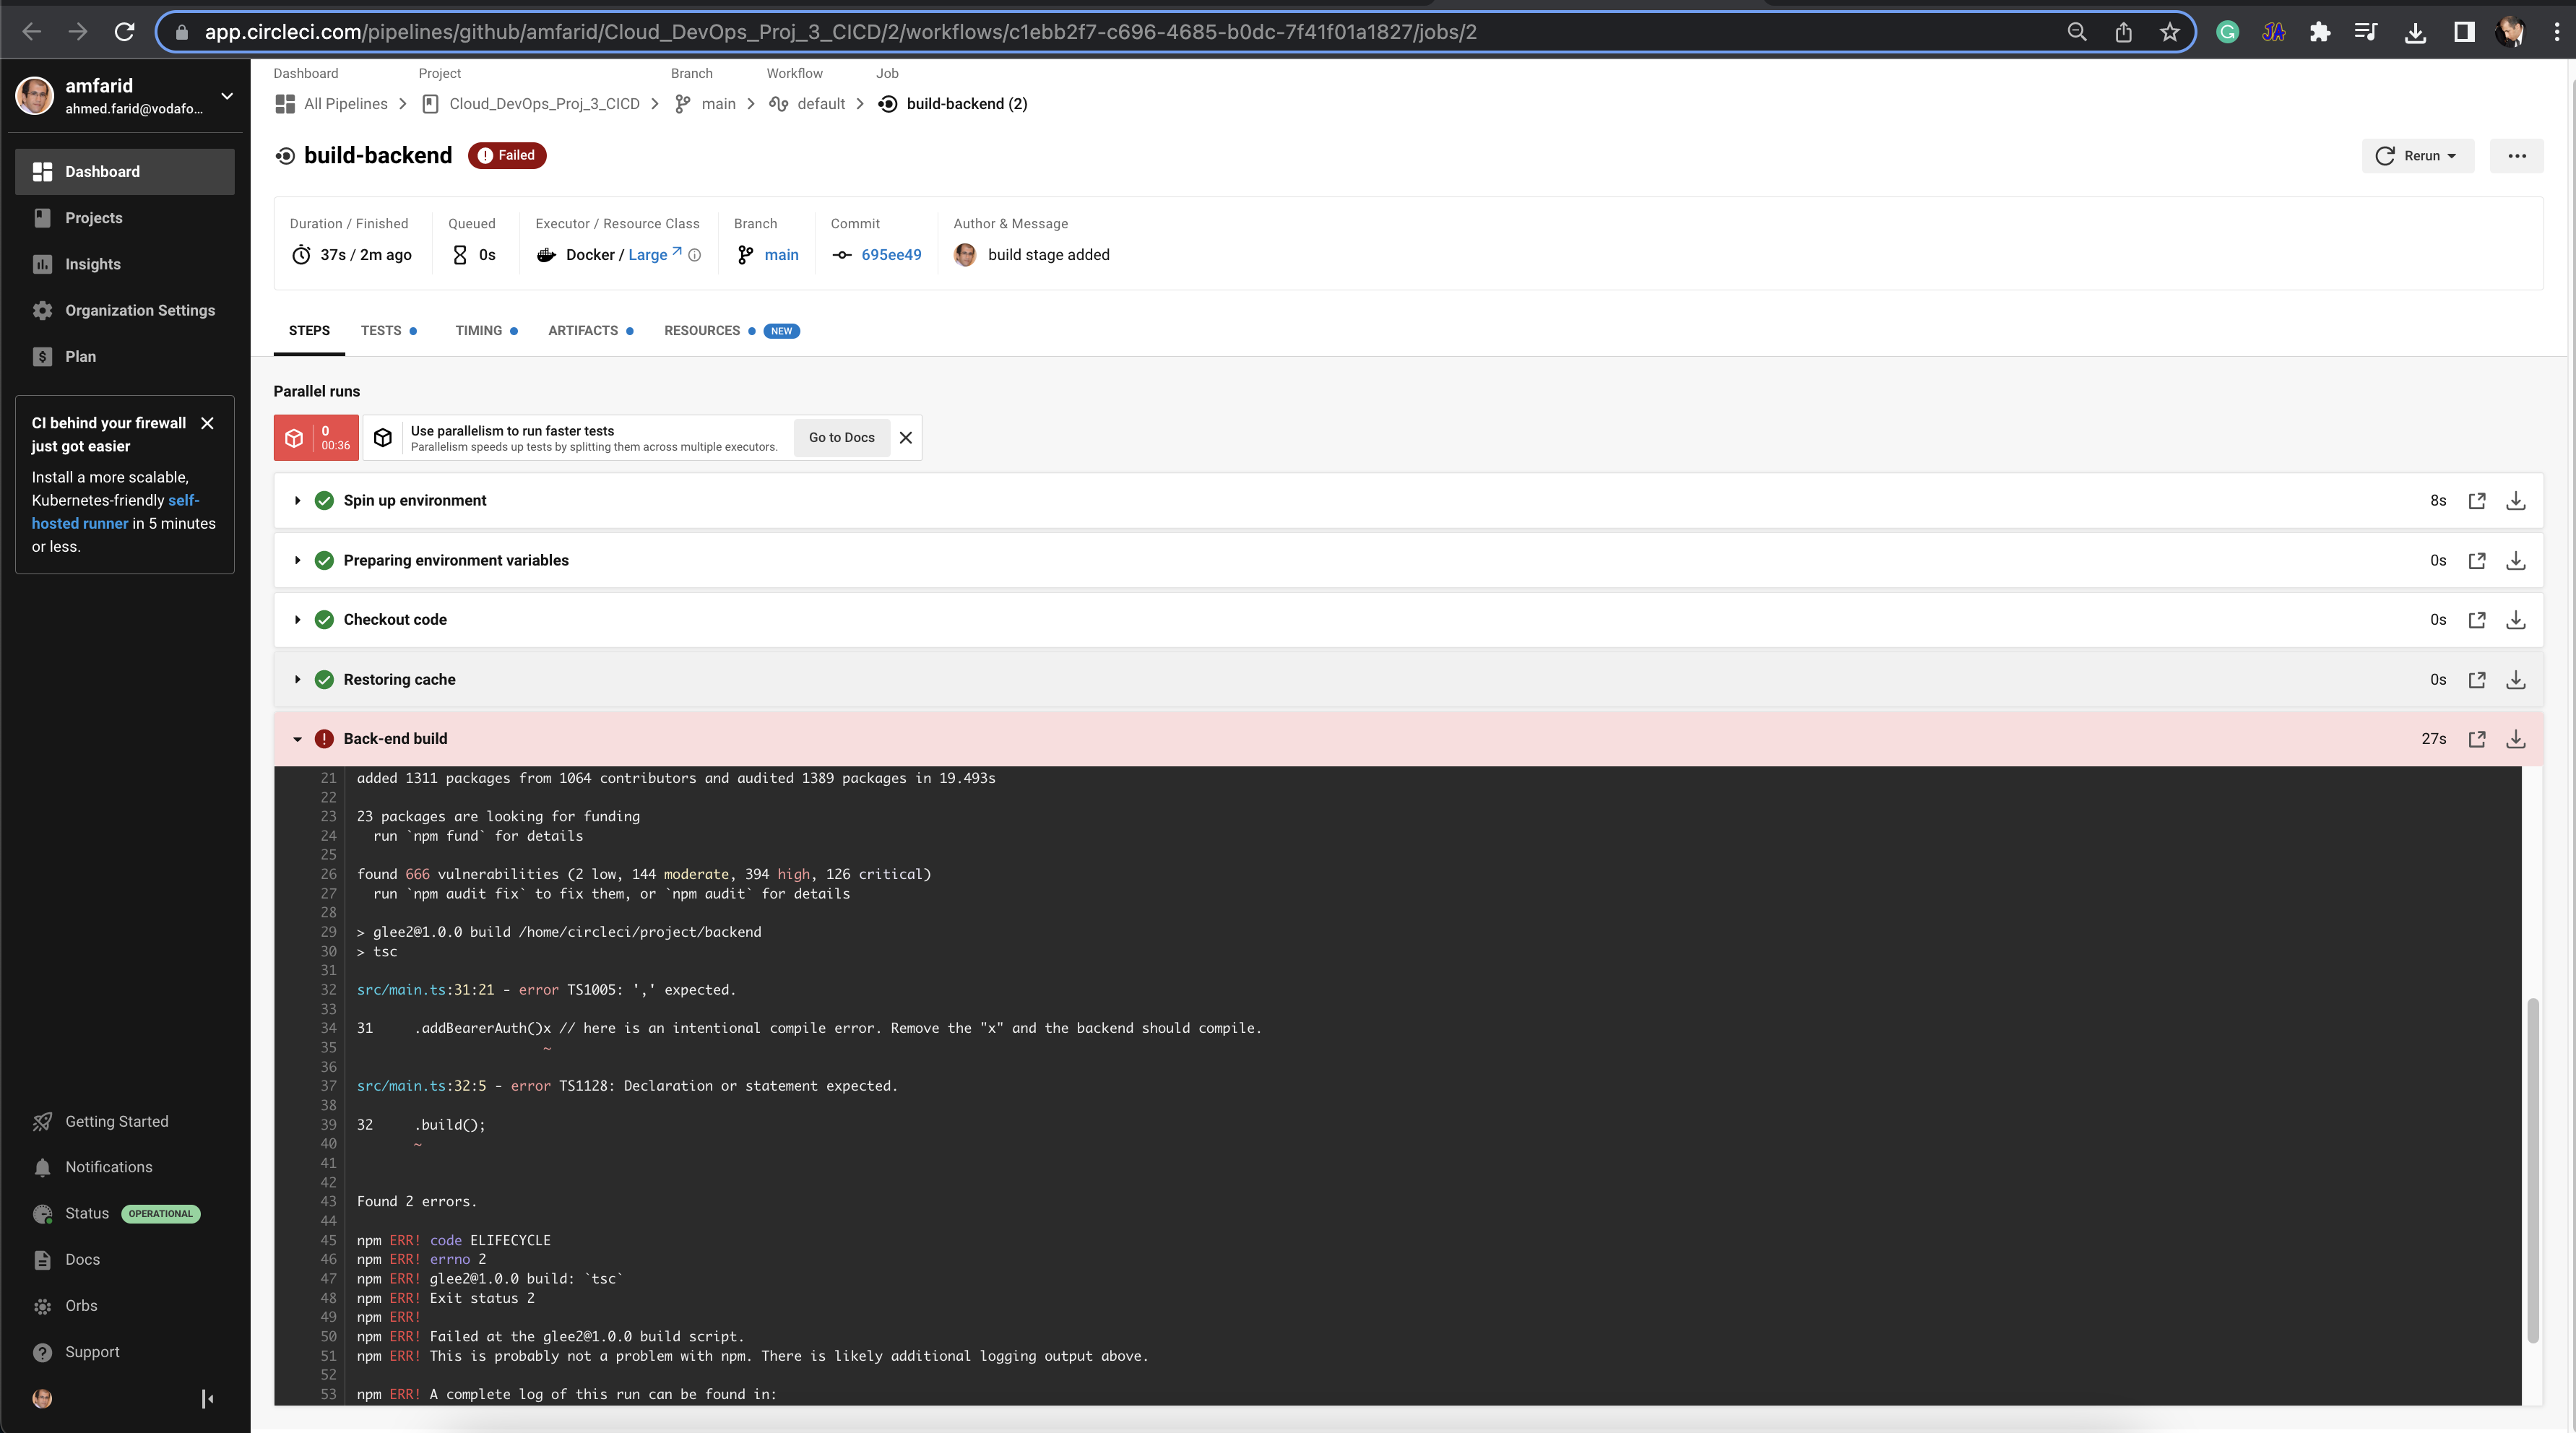 app.circleci.com/pipelines/github/amfarid/Cloud_DevOps_Proj_3_CICD/2/workflows/c1ebb2f7-c696-4685-b0dc-7f41f01a1827/jobs/2
amfarid
ahmed.farid@vodafo...
Dashboard
Projects
Insights
Organization Settings
Plan
CI behind your firewall
just got easier
Install a more scalable,
Kubernetes-friendly self-
hosted runner in 5 minutes
or less.
Getting Started
Notifications
Status OPERATIONAL
Docs
Orbs
Support
Dashboard Project Branch Workflow Job
All Pipelines Cloud_DevOps_Proj_3_CICD main default build-backend (2)
build-backend Failed
Rerun
Duration / Finished Queued Executor / Resource Class Branch Commit Author & Message
37s / 2m ago 0s Docker / Large main 695ee49 build stage added
STEPS TESTS TIMING ARTIFACTS RESOURCES NEW
Parallel runs
0
00:36
Use parallelism to run faster tests
Parallelism speeds up tests by splitting them across multiple executors.
Go to Docs
Spin up environment 8s
Preparing environment variables 0s
Checkout code 0s
Restoring cache 0s
Back-end build 27s
21 added 1311 packages from 1064 contributors and audited 1389 packages in 19.493s
22
23 23 packages are looking for funding
24 run `npm fund` for details
25
26 found 666 vulnerabilities (2 low, 144 moderate, 394 high, 126 critical)
27 run `npm audit fix` to fix them, or `npm audit` for details
28
29 > glee2@1.0.0 build /home/circleci/project/backend
30 > tsc
31
32 src/main.ts:31:21 - error TS1005: ',' expected.
33
34 31 .addBearerAuth()x // here is an intentional compile error. Remove the "x" and the backend should compile.
35 ~
36
37 src/main.ts:32:5 - error TS1128: Declaration or statement expected.
38
39 32 .build();
40 ~
41
42
43 Found 2 errors.
44
45 npm ERR! code ELIFECYCLE
46 npm ERR! errno 2
47 npm ERR! glee2@1.0.0 build: `tsc`
48 npm ERR! Exit status 2
49 npm ERR!
50 npm ERR! Failed at the glee2@1.0.0 build script.
51 npm ERR! This is probably not a problem with npm. There is likely additional logging output above.
52
53 npm ERR! A complete log of this run can be found in: